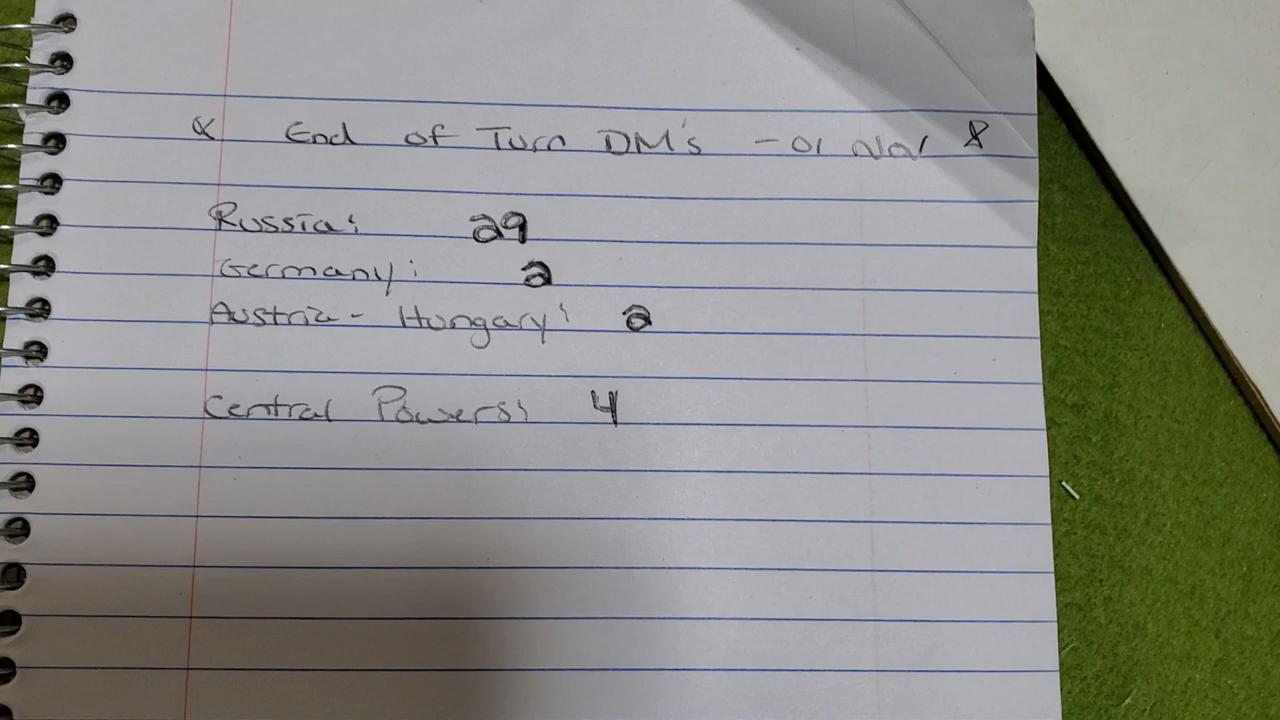 & End of Turn DM's - 01 Nov &
Russia: 29
Germany: 2
Austria - Hungary: 2
Central Powers: 4